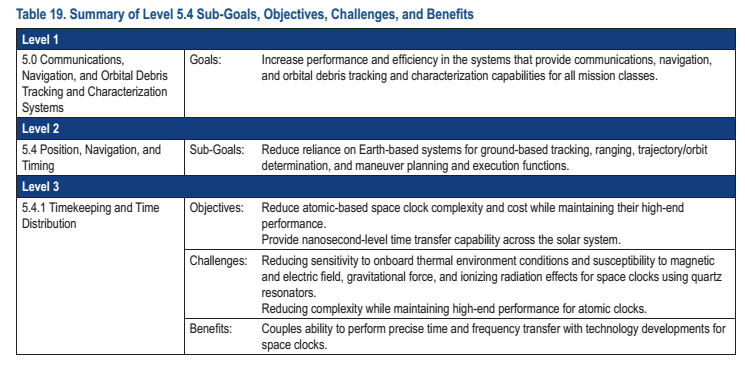 Table 19. Summary of Level 5.4 Sub-Goals, Objectives, Challenges, and Benefits
Level 1
5.0 Communications,
Navigation, and Orbital Debris
Tracking and Characterization
Systems
Goals:
Increase performance and efficiency in the systems that provide communications, navigation,
and orbital debris tracking and characterization capabilities for all mission classes.
Level 2
5.4 Position, Navigation, and
Timing
Sub-Goals:
Reduce reliance on Earth-based systems for ground-based tracking, ranging, trajectory/orbit
determination, and maneuver planning and execution functions.
Level 3
5.4.1 Timekeeping and Time
Distribution
Objectives:
Reduce atomic-based space clock complexity and cost while maintaining their high-end
performance.
Provide nanosecond-level time transfer capability across the solar system.
Challenges:
Reducing sensitivity to onboard thermal environment conditions and susceptibility to magnetic
and electric field, gravitational force, and ionizing radiation effects for space clocks using quartz
resonators.
Reducing complexity while maintaining high-end performance for atomic clocks.
Benefits:
Couples ability to perform precise time and frequency transfer with technology developments for
space clocks.